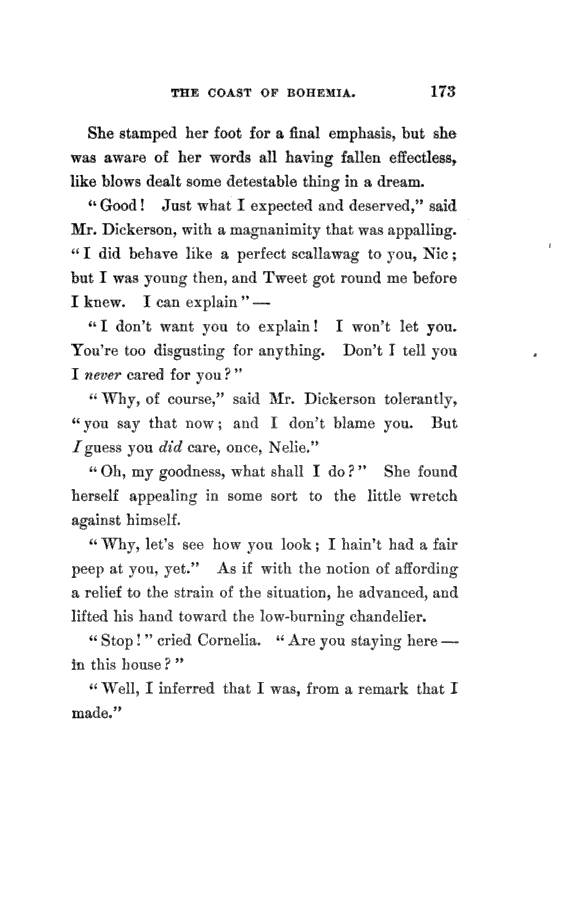 THE COAST OF BOHEMIA. 173
She stamped her foot for a final emphasis, but she
was aware of her words all having fallen effectless,
like blows dealt some detestable thing in a dream.
“Good! Just what I expected and deserved,” said
Mr. Dickerson, with a magnanimity that was appalling.
“I did behave like a perfect scallawag to you, Nic;
but I was young then, and Tweet got round me before
I knew. I can explain”—
“I don't want you to explain! I won't let you.
You're too disgusting for anything. Don't I tell you
I never cared for you?”
“Why, of course,” said Mr. Dickerson tolerantly,
“you say that now; and I don't blame you. But
I guess you did care, once, Nelie.”
“Oh, my goodness, what shall I do?” She found
herself appealing in some sort to the little wretch
against himself.
“Why, let's see how you look; I hain't had a fair
peep at you, yet.” As if with the notion of affording
a relief to the strain of the situation, he advanced, and
lifted his hand toward the low-burning chandelier.
“Stop!” cried Cornelia. “Are you staying here—
in this house?”
“Well, I inferred that I was, from a remark that I
made.”